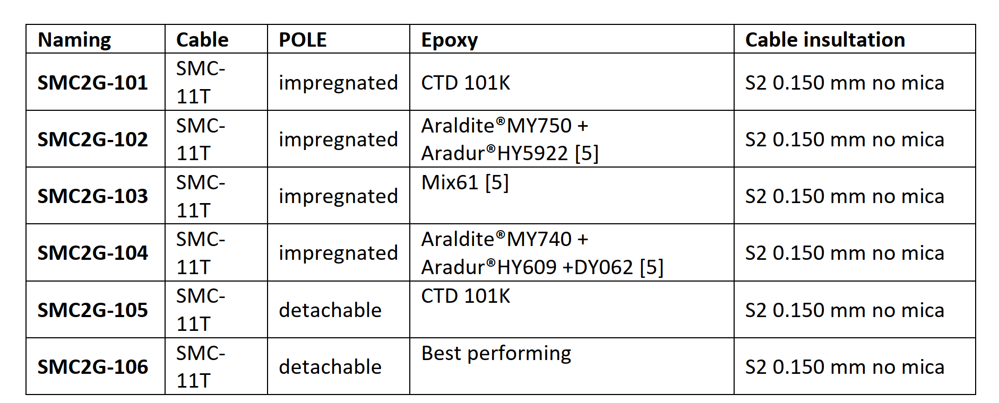 Naming Cable POLE Epoxy Cable insultation
SMC2G-101 SMC-
11T impregnated CTD 101K S2 0.150 mm no mica
SMC2G-102 SMC-
11T impregnated Araldite®MY750 +
Aradur®HY5922 [5] S2 0.150 mm no mica
SMC2G-103 SMC-
11T impregnated Mix61 [5] S2 0.150 mm no mica
SMC2G-104 SMC-
11T impregnated Araldite®MY740 +
Aradur®HY609 +DY062 [5] S2 0.150 mm no mica
SMC2G-105 SMC-
11T detachable CTD 101K S2 0.150 mm no mica
SMC2G-106 SMC-
11T detachable Best performing S2 0.150 mm no mica